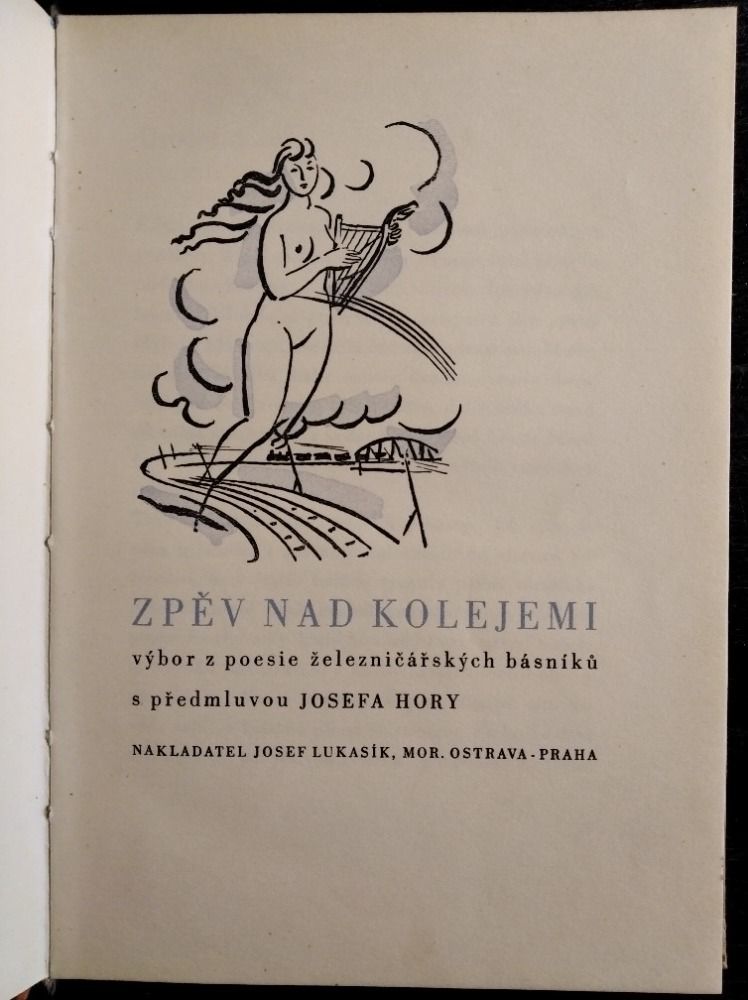 ZPĚV NAD KOLEJEMI
výbor z poesie železničářských básníků
s předmluvou JOSEFA HORY
NAKLADATEL JOSEF LUKASÍK, MOR. OSTRAVA-PRAHA